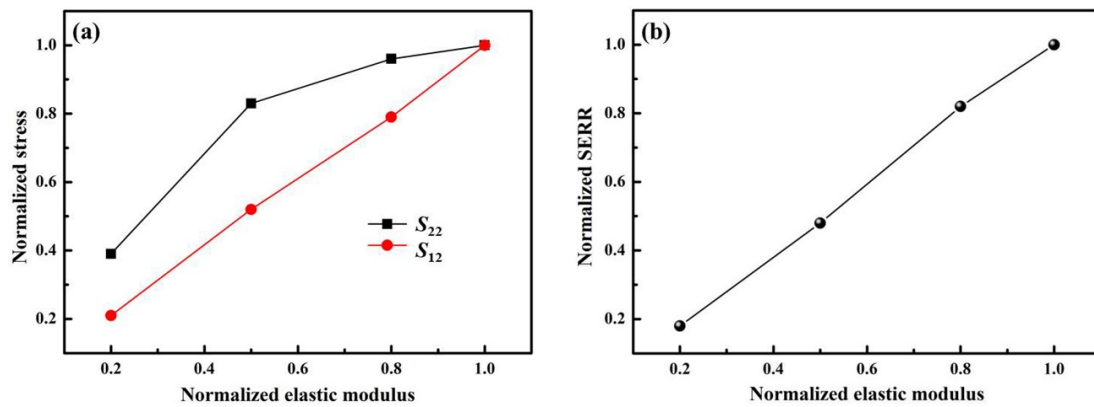 (a)
1.0
0.8
0.6
0.4
0.2
Normalized stress
S22
S12
0.2 0.4 0.6 0.8 1.0
Normalized elastic modulus
(b)
1.0
0.8
0.6
0.4
0.2
Normalized SERR
0.2 0.4 0.6 0.8 1.0
Normalized elastic modulus